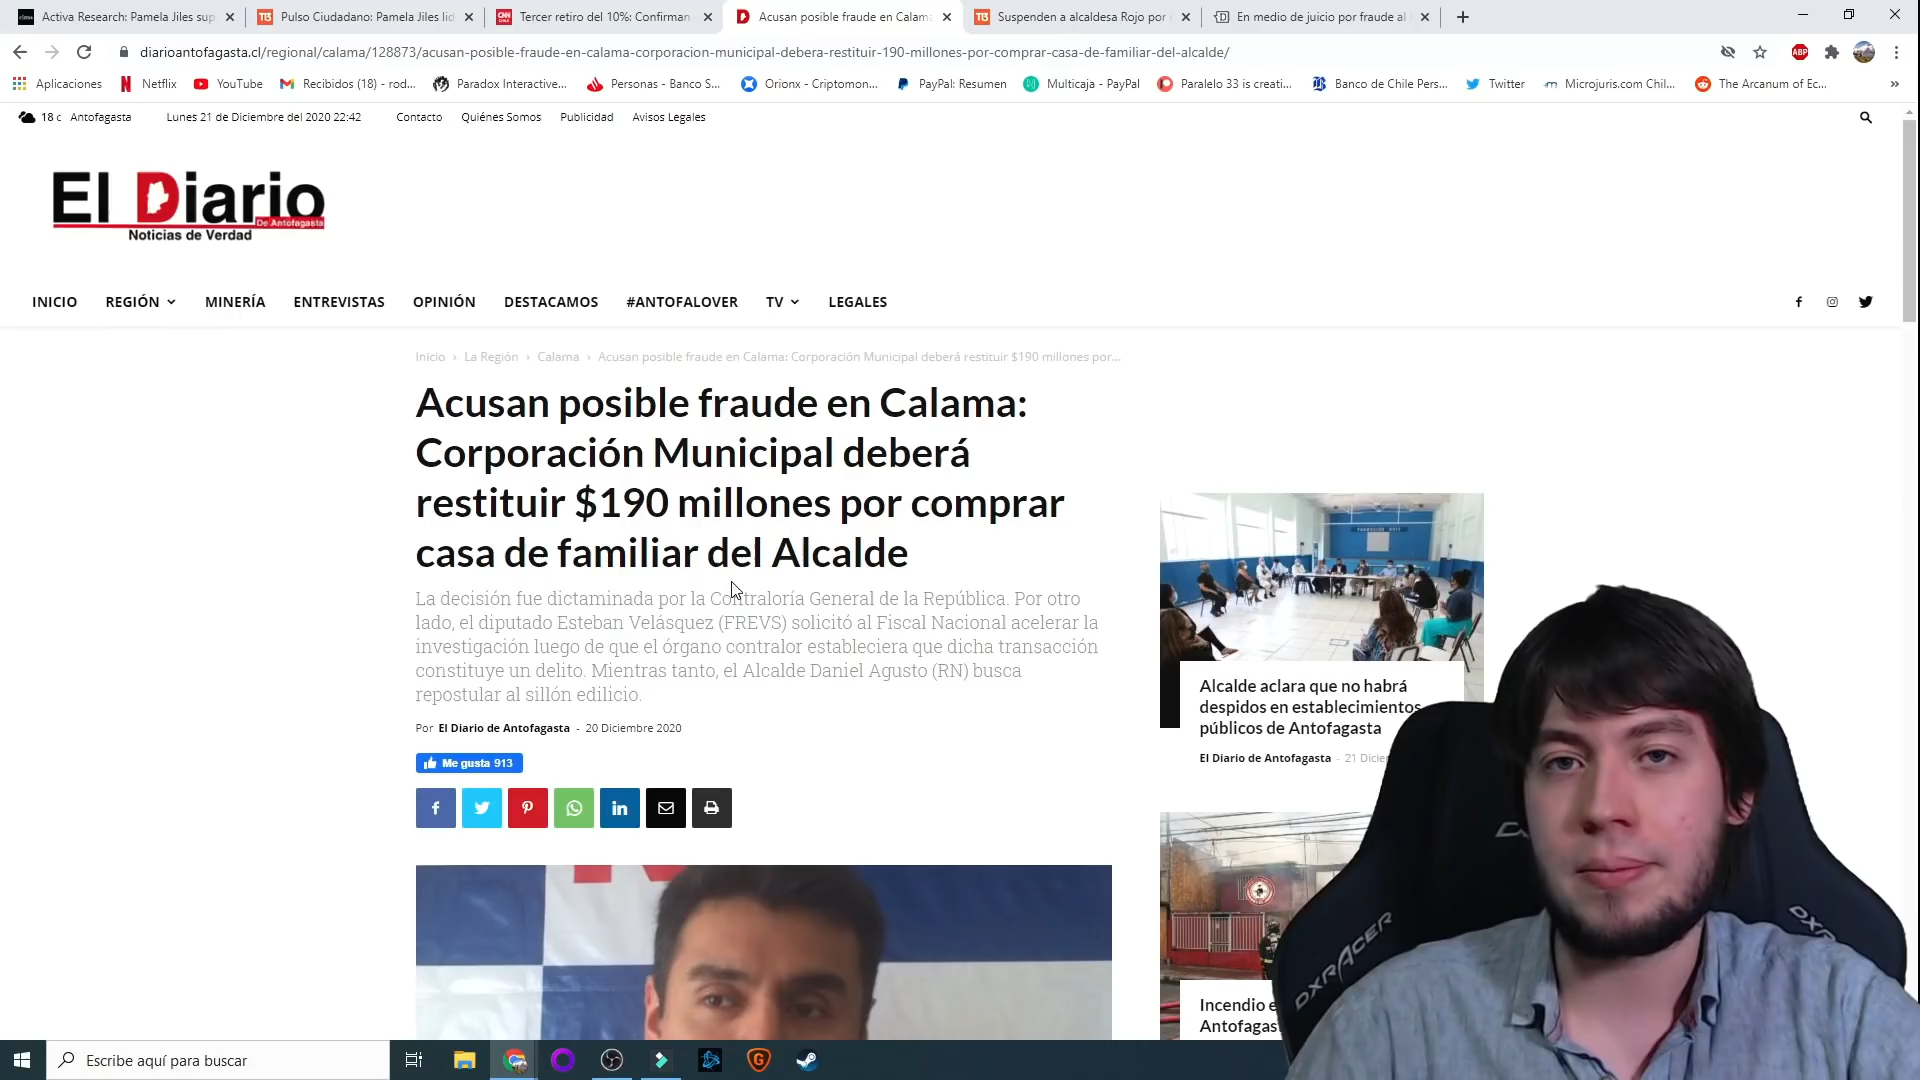 Activa Research: Pamela Jiles sup
Pulso Ciudadano: Pamela Jiles lid
Tercer retiro del 10%: Confirman
Acusan posible fraude en Calama
Suspenden a alcaldesa Rojo por
En medio de juicio por fraude al
diarioantofagasta.cl/regional/calama/128873/acusan-posible-fraude-en-calama-corporacion-municipal-debera-restituir-190-millones-por-comprar-casa-de-familiar-del-alcalde/
ABP
Aplicaciones
Netflix
YouTube
Recibidos (18) - rod...
Paradox Interactive...
Personas - Banco S...
Orionx - Criptomon...
PayPal: Resumen
Multicaja - PayPal
Paralelo 33 is creati...
Banco de Chile Pers...
Twitter
Microjuris.com Chil...
The Arcanum of Ec...
18 c Antofagasta
Lunes 21 de Diciembre del 2020 22:42
Contacto
Quiénes Somos
Publicidad
Avisos Legales
El Diario
De Antofagasta
Noticias de Verdad
INICIO
REGIÓN
MINERÍA
ENTREVISTAS
OPINIÓN
DESTACAMOS
#ANTOFALOVER
TV
LEGALES
Inicio › La Región › Calama › Acusan posible fraude en Calama: Corporación Municipal deberá restituir $190 millones por...
Acusan posible fraude en Calama:
Corporación Municipal deberá
restituir $190 millones por comprar
casa de familiar del Alcalde
La decisión fue dictaminada por la Contraloría General de la República. Por otro
lado, el diputado Esteban Velásquez (FREVS) solicitó al Fiscal Nacional acelerar la
investigación luego de que el órgano contralor estableciera que dicha transacción
constituye un delito. Mientras tanto, el Alcalde Daniel Agusto (RN) busca
repostular al sillón edilicio.
Por El Diario de Antofagasta - 20 Diciembre 2020
Me gusta 913
Alcalde aclara que no habrá
despidos en establecimientos
públicos de Antofagasta
El Diario de Antofagasta - 21 Dicie
Incendio e
Antofagas
DXRACER
Escribe aquí para buscar